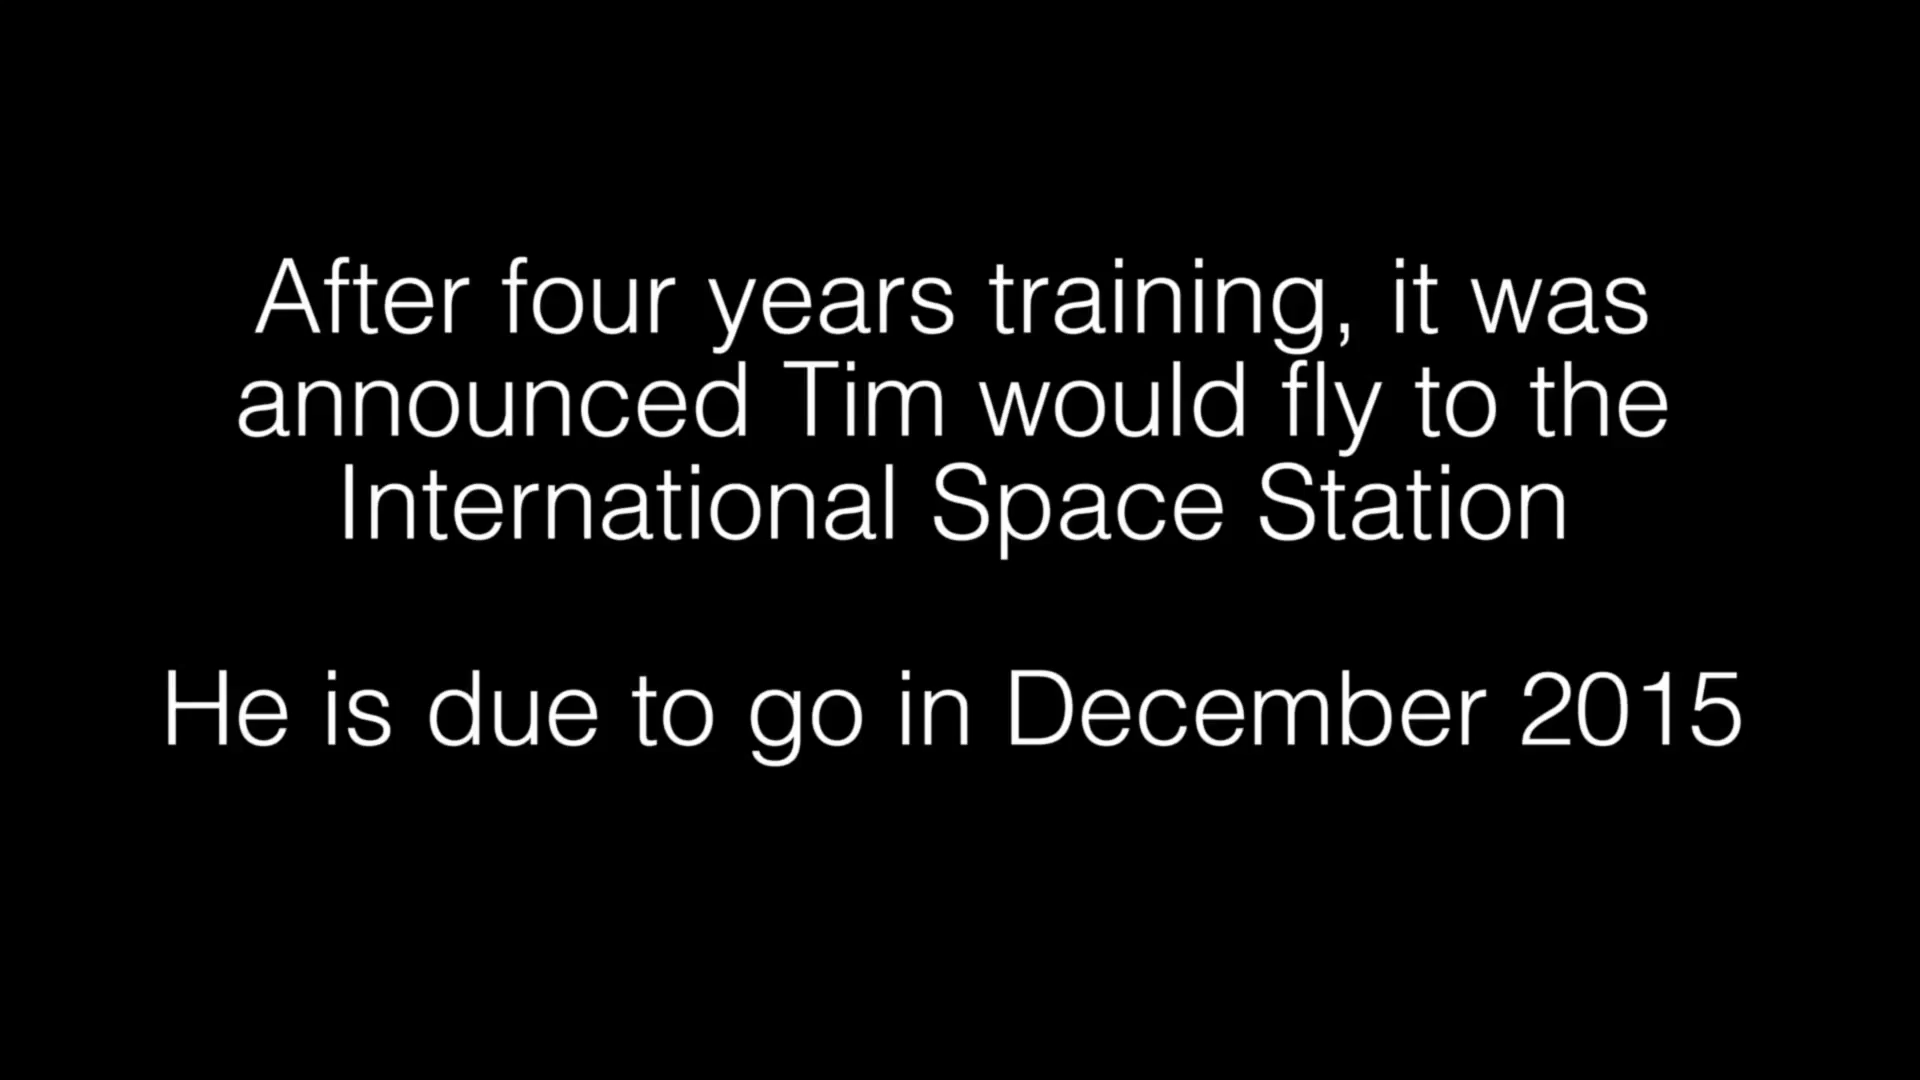 After four years training, it was
announced Tim would fly to the
International Space Station
He is due to go in December 2015